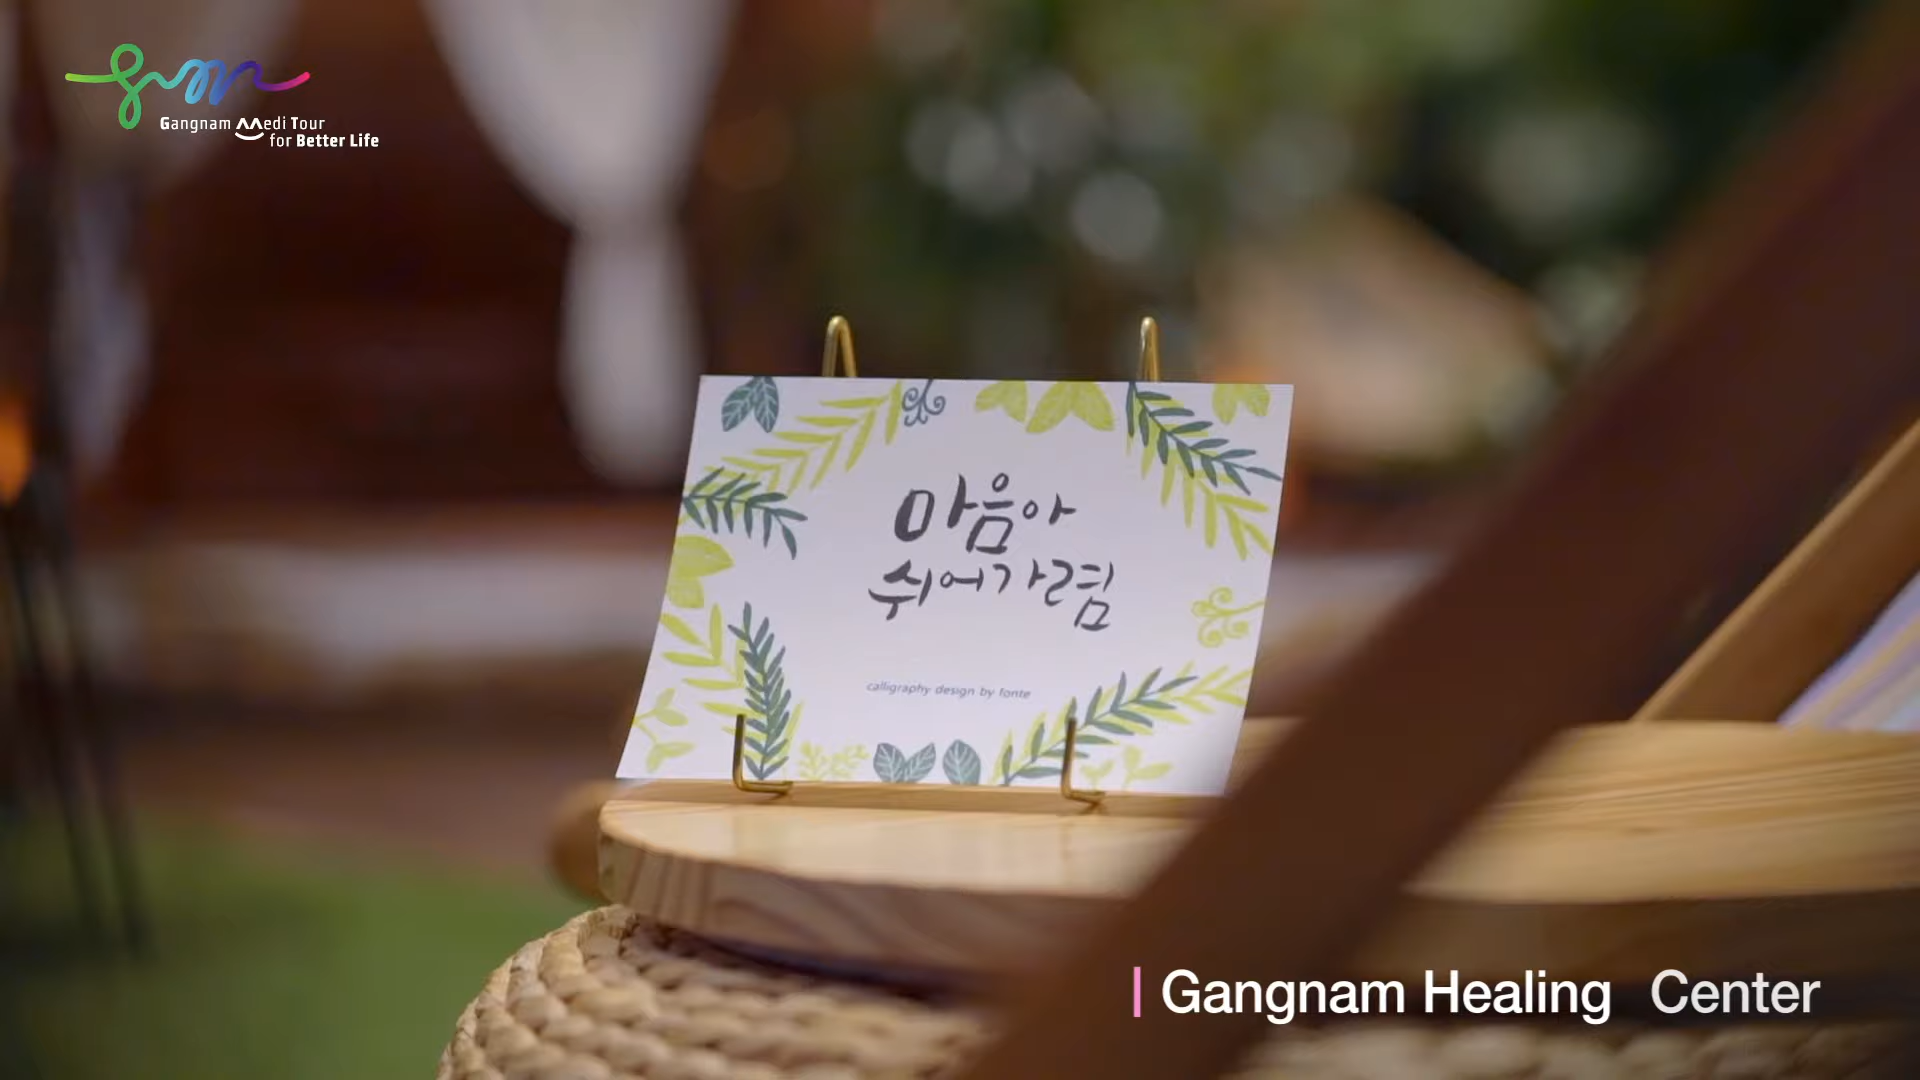 Gangnam Medi Tour
for Better Life
마음아
쉬어가렴
calligraphy design by fonte
Gangnam Healing Center